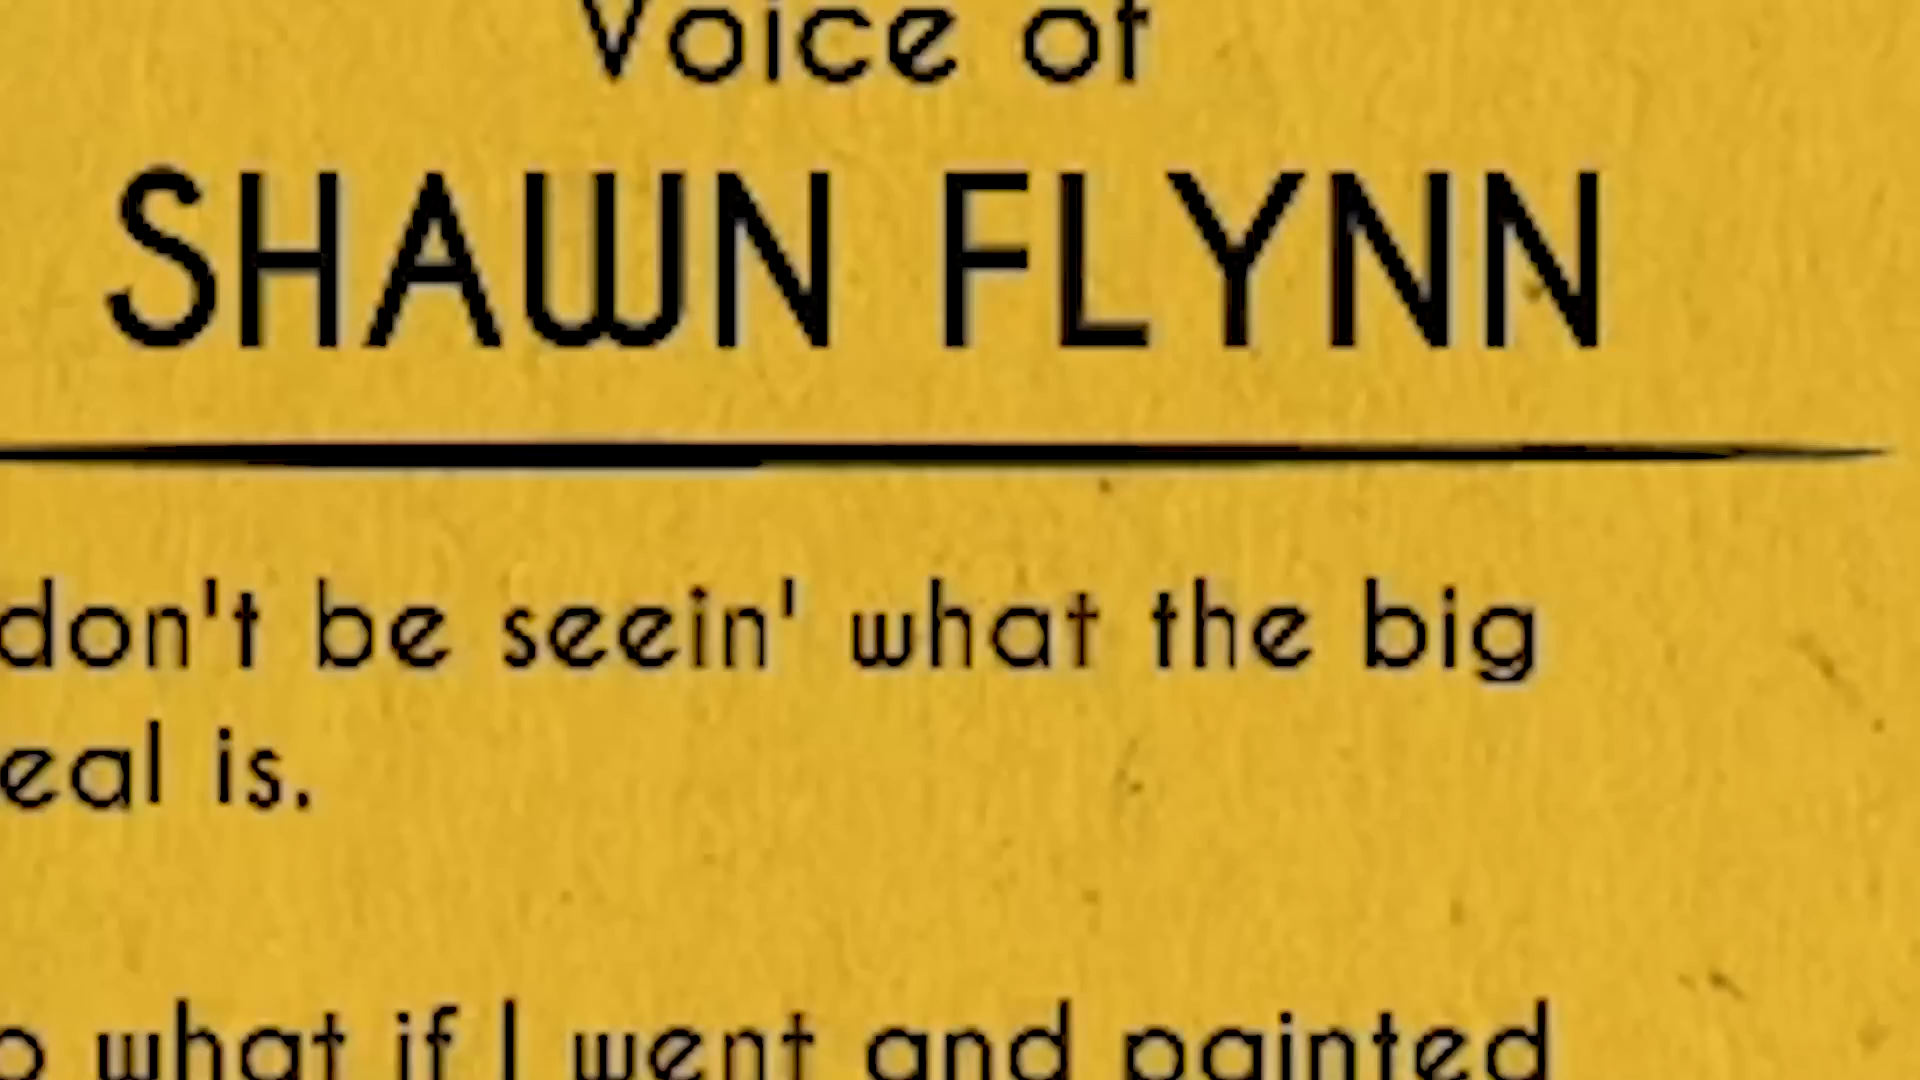 Voice of
SHAWN FLYNN
don't be seein' what the big
eal is.
o what if I went and painted